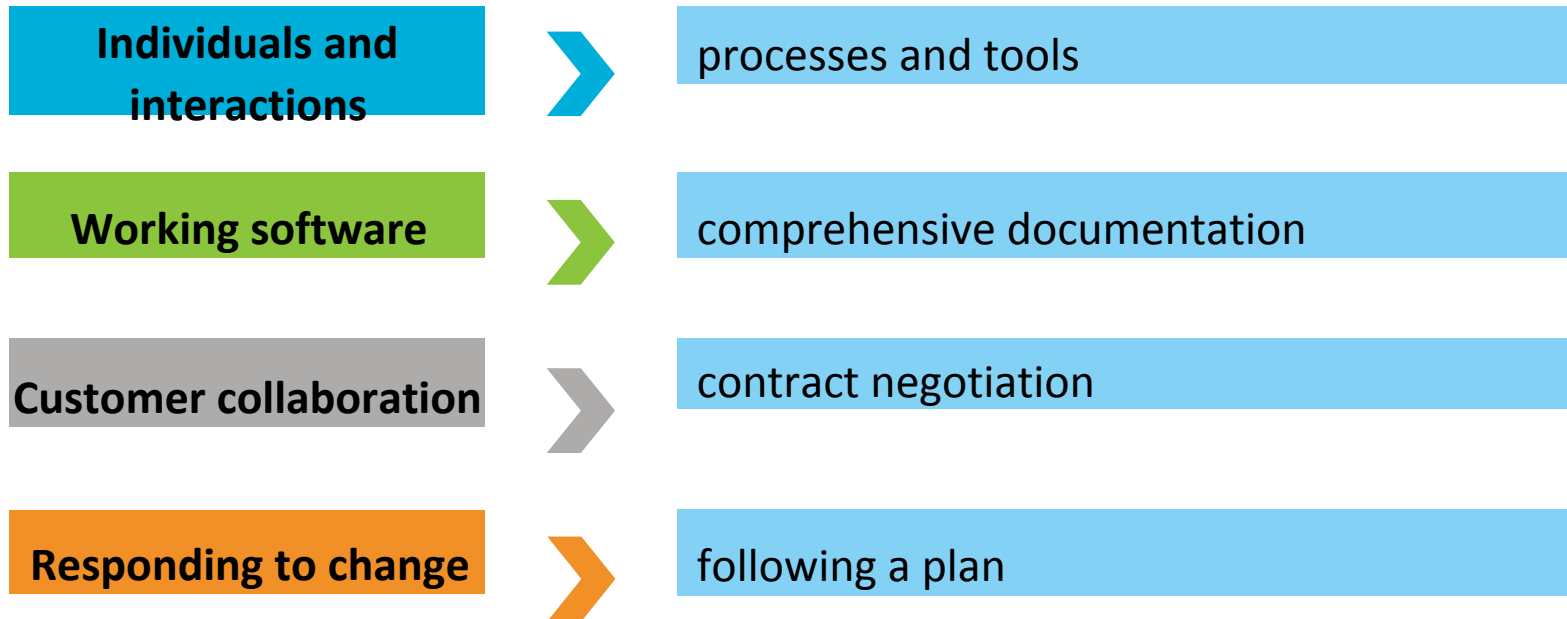 Individuals and
interactions
processes and tools
Working software
comprehensive documentation
Customer collaboration
contract negotiation
Responding to change
following a plan